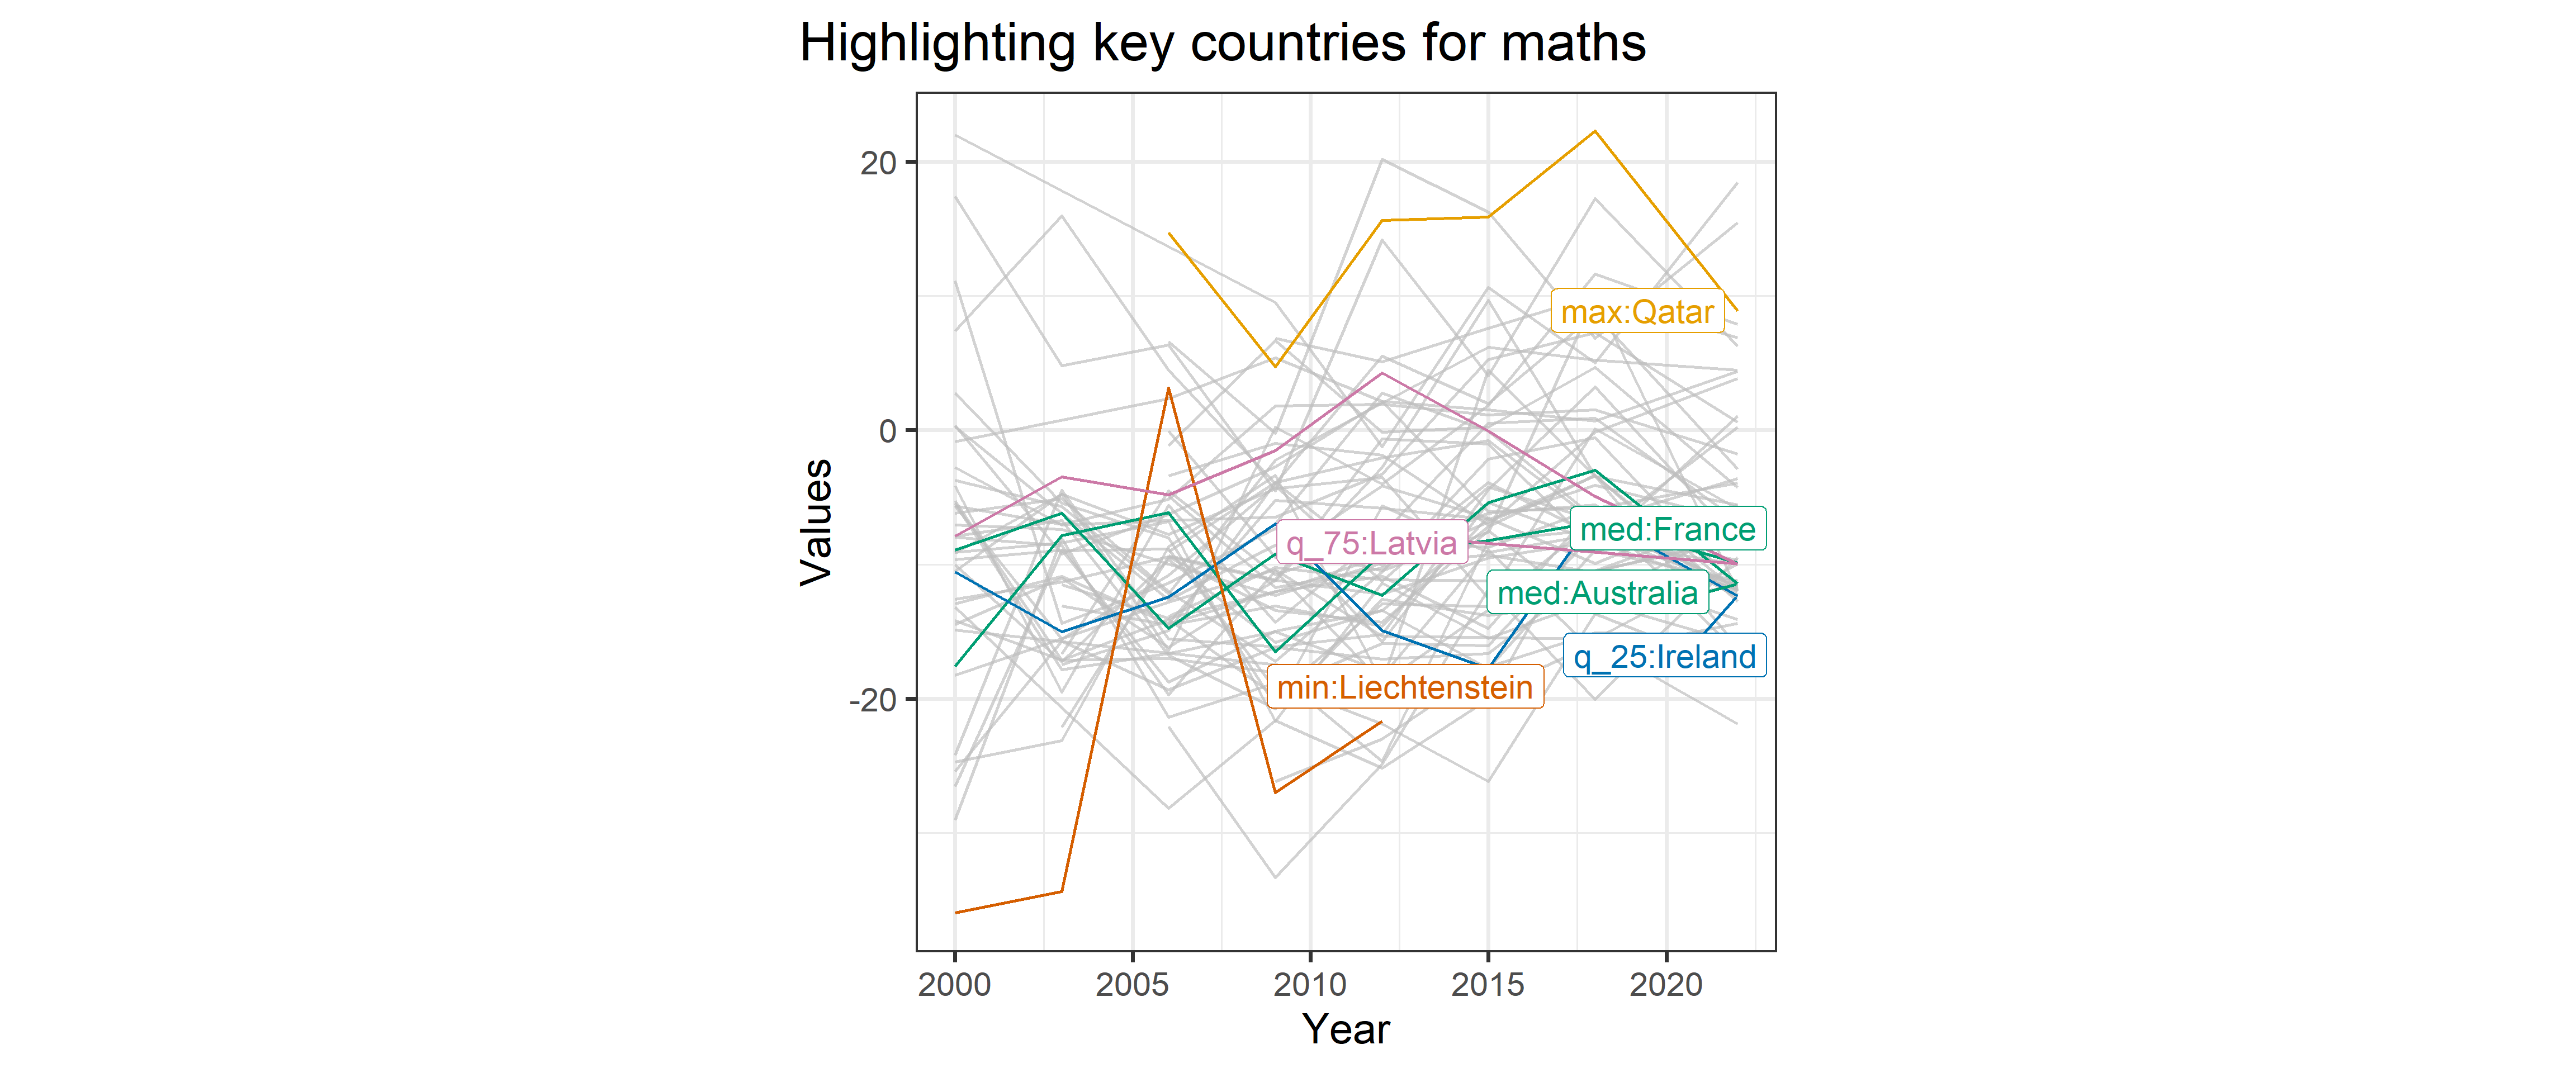 Highlighting key countries for maths
Values
20
0
-20
max:Qatar
med:France
q_75:Latvia
med:Australia
q_25:Ireland
min:Liechtenstein
2000 2005 2010 2015 2020
Year